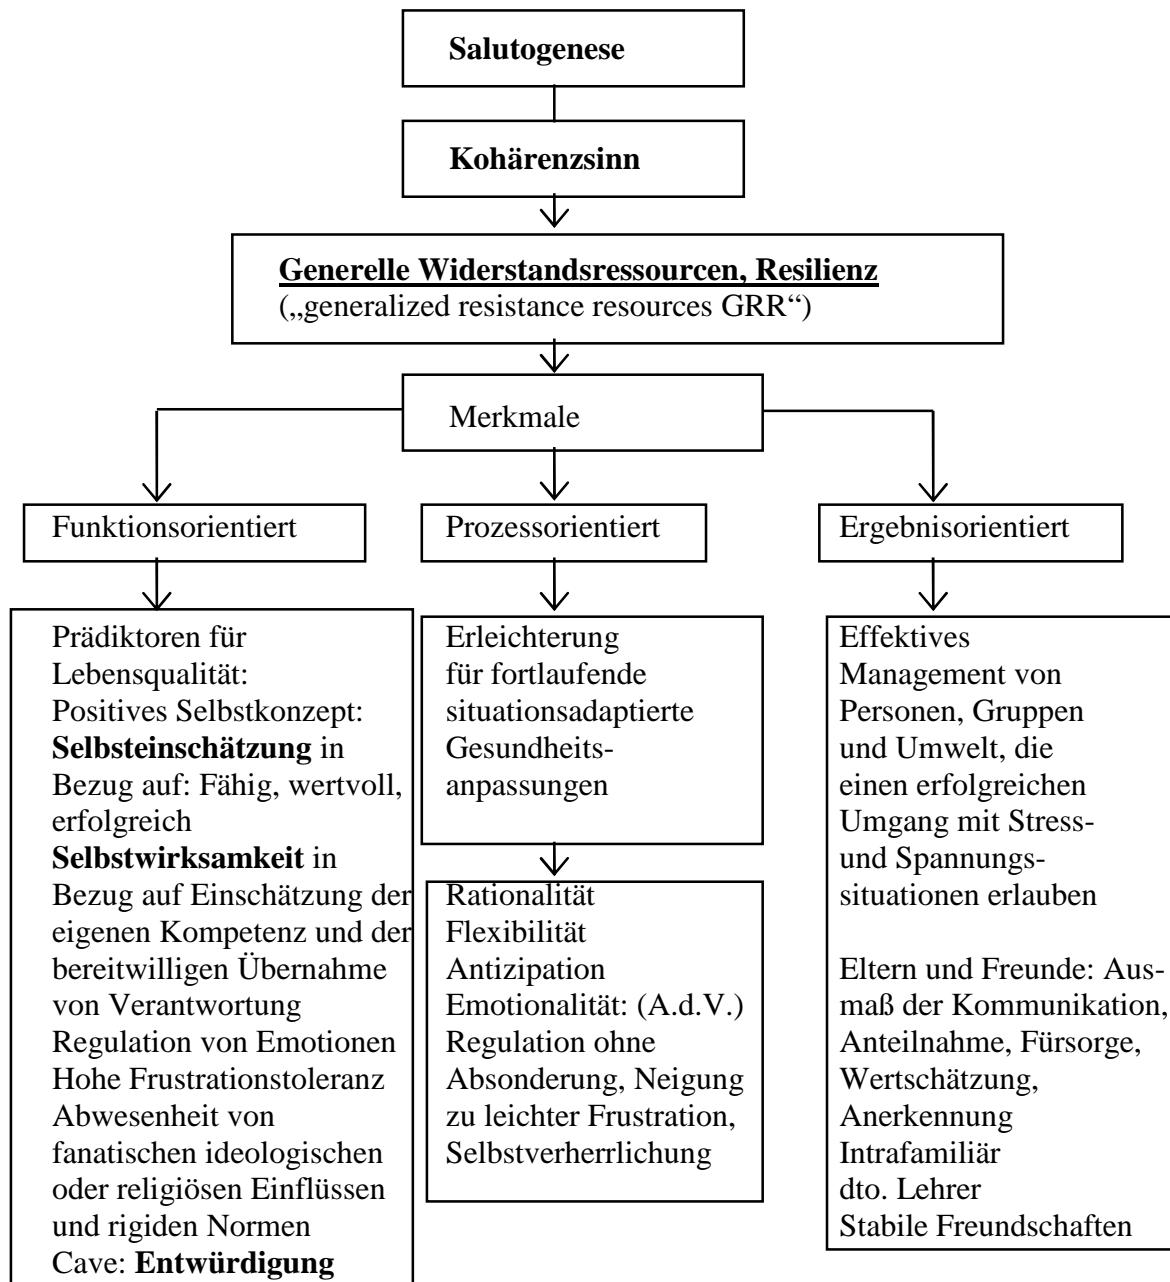 Salutogenese
Kohärenzsinn
Generelle Widerstandsressourcen, Resilienz
(„generalized resistance resources GRR“)
Merkmale
Funktionsorientiert
Prozessorientiert
Ergebnisorientiert
Prädiktoren für
Lebensqualität:
Positives Selbstkonzept:
Selbsteinschätzung in
Bezug auf: Fähig, wertvoll,
erfolgreich
Selbstwirksamkeit in
Bezug auf Einschätzung der
eigenen Kompetenz und der
bereitwilligen Übernahme
von Verantwortung
Regulation von Emotionen
Hohe Frustrationstoleranz
Abwesenheit von
fanatischen ideologischen
oder religiösen Einflüssen
und rigiden Normen
Cave: Entwürdigung
Erleichterung
für fortlaufende
situationsadaptierte
Gesundheits-
anpassungen
Rationalität
Flexibilität
Antizipation
Emotionalität: (A.d.V.)
Regulation ohne
Absonderung, Neigung
zu leichter Frustration,
Selbstverherrlichung
Effektives
Management von
Personen, Gruppen
und Umwelt, die
einen erfolgreichen
Umgang mit Stress-
und Spannungs-
situationen erlauben
Eltern und Freunde: Aus-
maß der Kommunikation,
Anteilnahme, Fürsorge,
Wertschätzung,
Anerkennung
Intrafamiliär
dto. Lehrer
Stabile Freundschaften